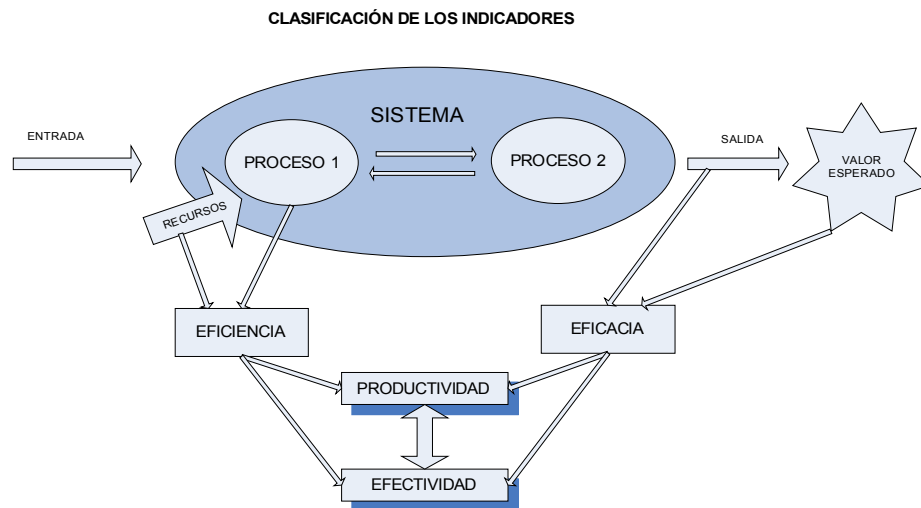 CLASIFICACIÓN DE LOS INDICADORES
SISTEMA
ENTRADA
PROCESO 1
PROCESO 2
SALIDA
VALOR
ESPERADO
RECURSOS
EFICIENCIA
EFICACIA
PRODUCTIVIDAD
EFECTIVIDAD